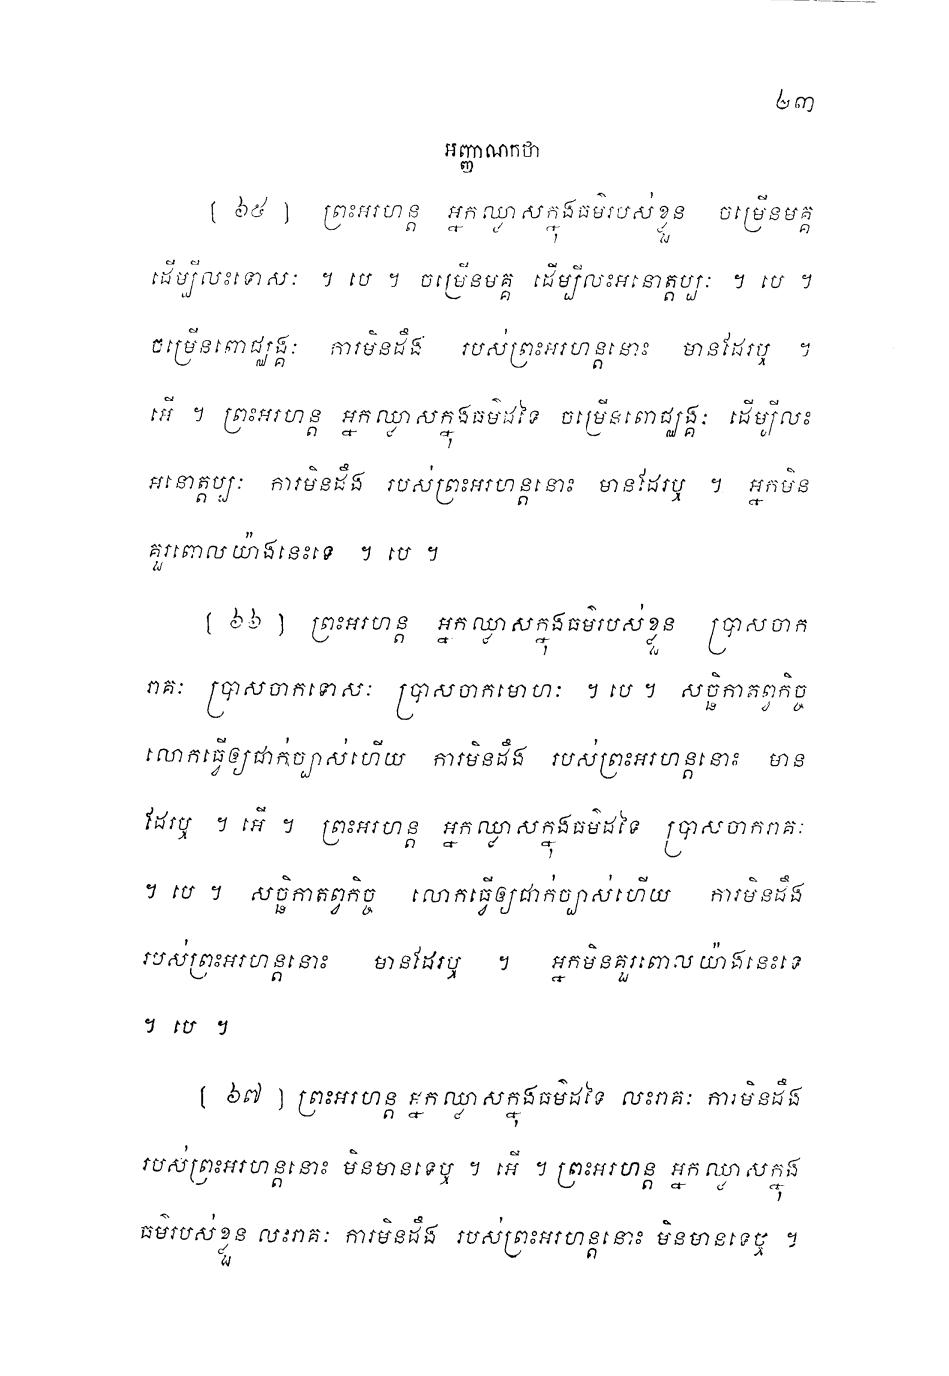 ២៣
អញ្ញាណកថា
[ ៦៥ ] ព្រះអរហន្ត អ្នកឈ្លាសក្នុងធម៌របស់ខ្លួន ចម្រើនមគ្គ
ដើម្បីលះទោសៈ ។ បេ ។ ចម្រើនមគ្គ ដើម្បីលះអនោត្តប្បៈ ។ បេ ។
ចម្រើនពោជ្ឈង្គៈ ការមិនដឹង របស់ព្រះអរហន្តនោះ មានដែរឬ ។
អើ ។ ព្រះអរហន្ត អ្នកឈ្លាសក្នុងធម៌ដទៃ ចម្រើនពោជ្ឈង្គៈ ដើម្បីលះ
អនោត្តប្បៈ ការមិនដឹង របស់ព្រះអរហន្តនោះ មានដែរឬ ។ អ្នកមិន
គួរពោលយ៉ាងនេះទេ ។ បេ ។
[ ៦៦ ] ព្រះអរហន្ត អ្នកឈ្លាសក្នុងធម៌របស់ខ្លួន ប្រាសចាក
រាគៈ ប្រាសចាកទោសៈ ប្រាសចាកមោហៈ ។ បេ ។ សច្ឆិកាតព្វកិច្ច
លោកធ្វើឲ្យជាក់ច្បាស់ហើយ ការមិនដឹង របស់ព្រះអរហន្តនោះ មាន
ដែរឬ ។ អើ ។ ព្រះអរហន្ត អ្នកឈ្លាសក្នុងធម៌ដទៃ ប្រាសចាករាគៈ
។ បេ ។ សច្ឆិកាតព្វកិច្ច លោកធ្វើឲ្យជាក់ច្បាស់ហើយ ការមិនដឹង
របស់ព្រះអរហន្តនោះ មានដែរឬ ។ អ្នកមិនគួរពោលយ៉ាងនេះទេ
។ បេ ។
[ ៦៧ ] ព្រះអរហន្ត អ្នកឈ្លាសក្នុងធម៌ដទៃ លះរាគៈ ការមិនដឹង
របស់ព្រះអរហន្តនោះ មិនមានទេឬ ។ អើ ។ ព្រះអរហន្ត អ្នកឈ្លាសក្នុង
ធម៌របស់ខ្លួន លះរាគៈ ការមិនដឹង របស់ព្រះអរហន្តនោះ មិនមានទេឬ ។